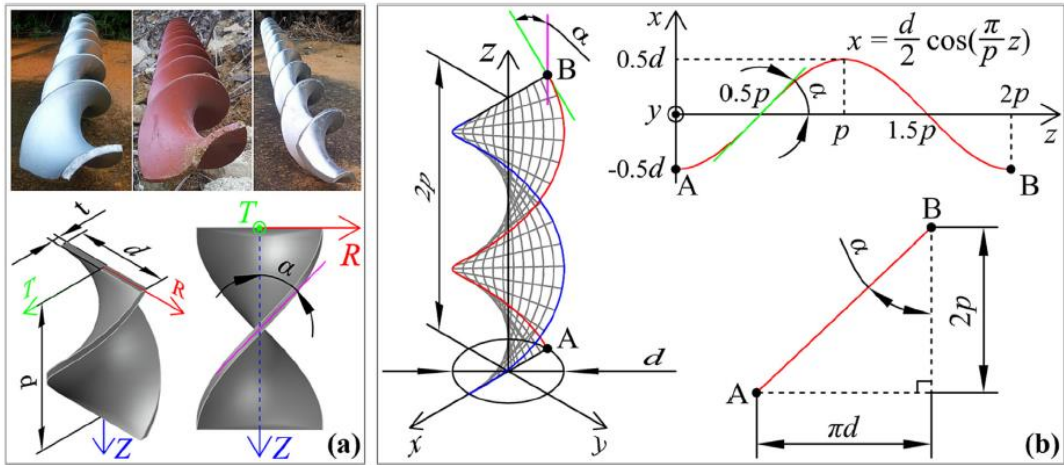 t
d
T
R
p
Z
T
R
α
Z
(a)
α
z
B
2p
A
d
x
y
x
x = d/2 cos(π/p z)
0.5d
0.5p
α
2p
y
p
1.5p
z
-0.5d
A
B
B
α
2p
A
πd
(b)